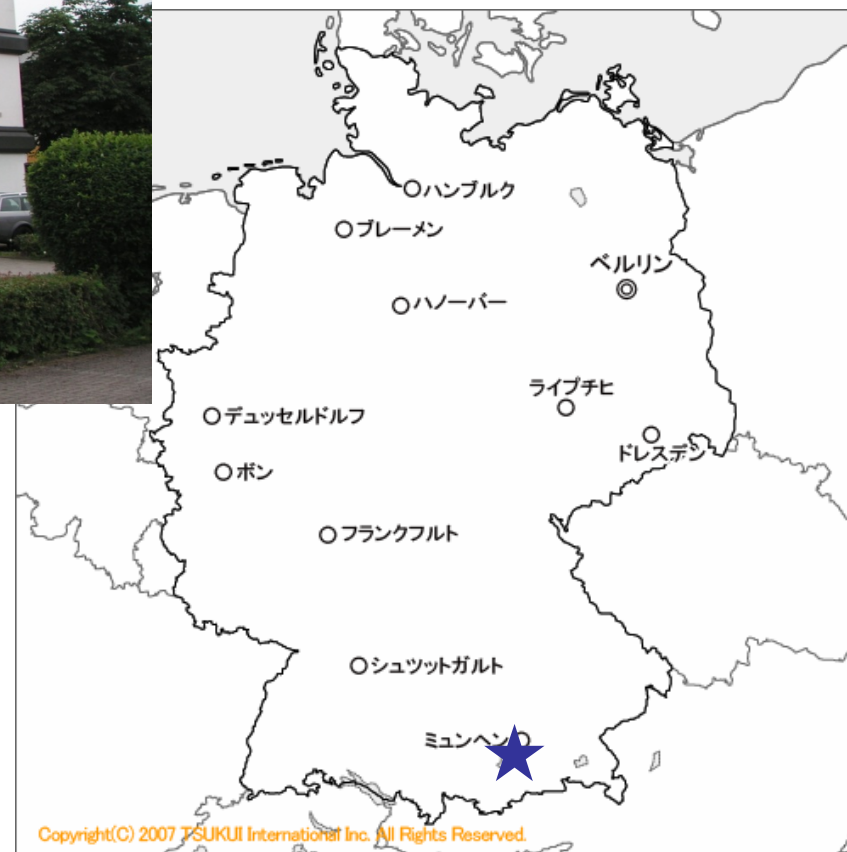 ハンブルク
ブレーメン
ベルリン
ハノーバー
ライプチヒ
デュッセルドルフ
ドレスデン
ボン
フランクフルト
シュツットガルト
ミュンヘン
Copyright(C) 2007 TSUKUI International Inc. All Rights Reserved.